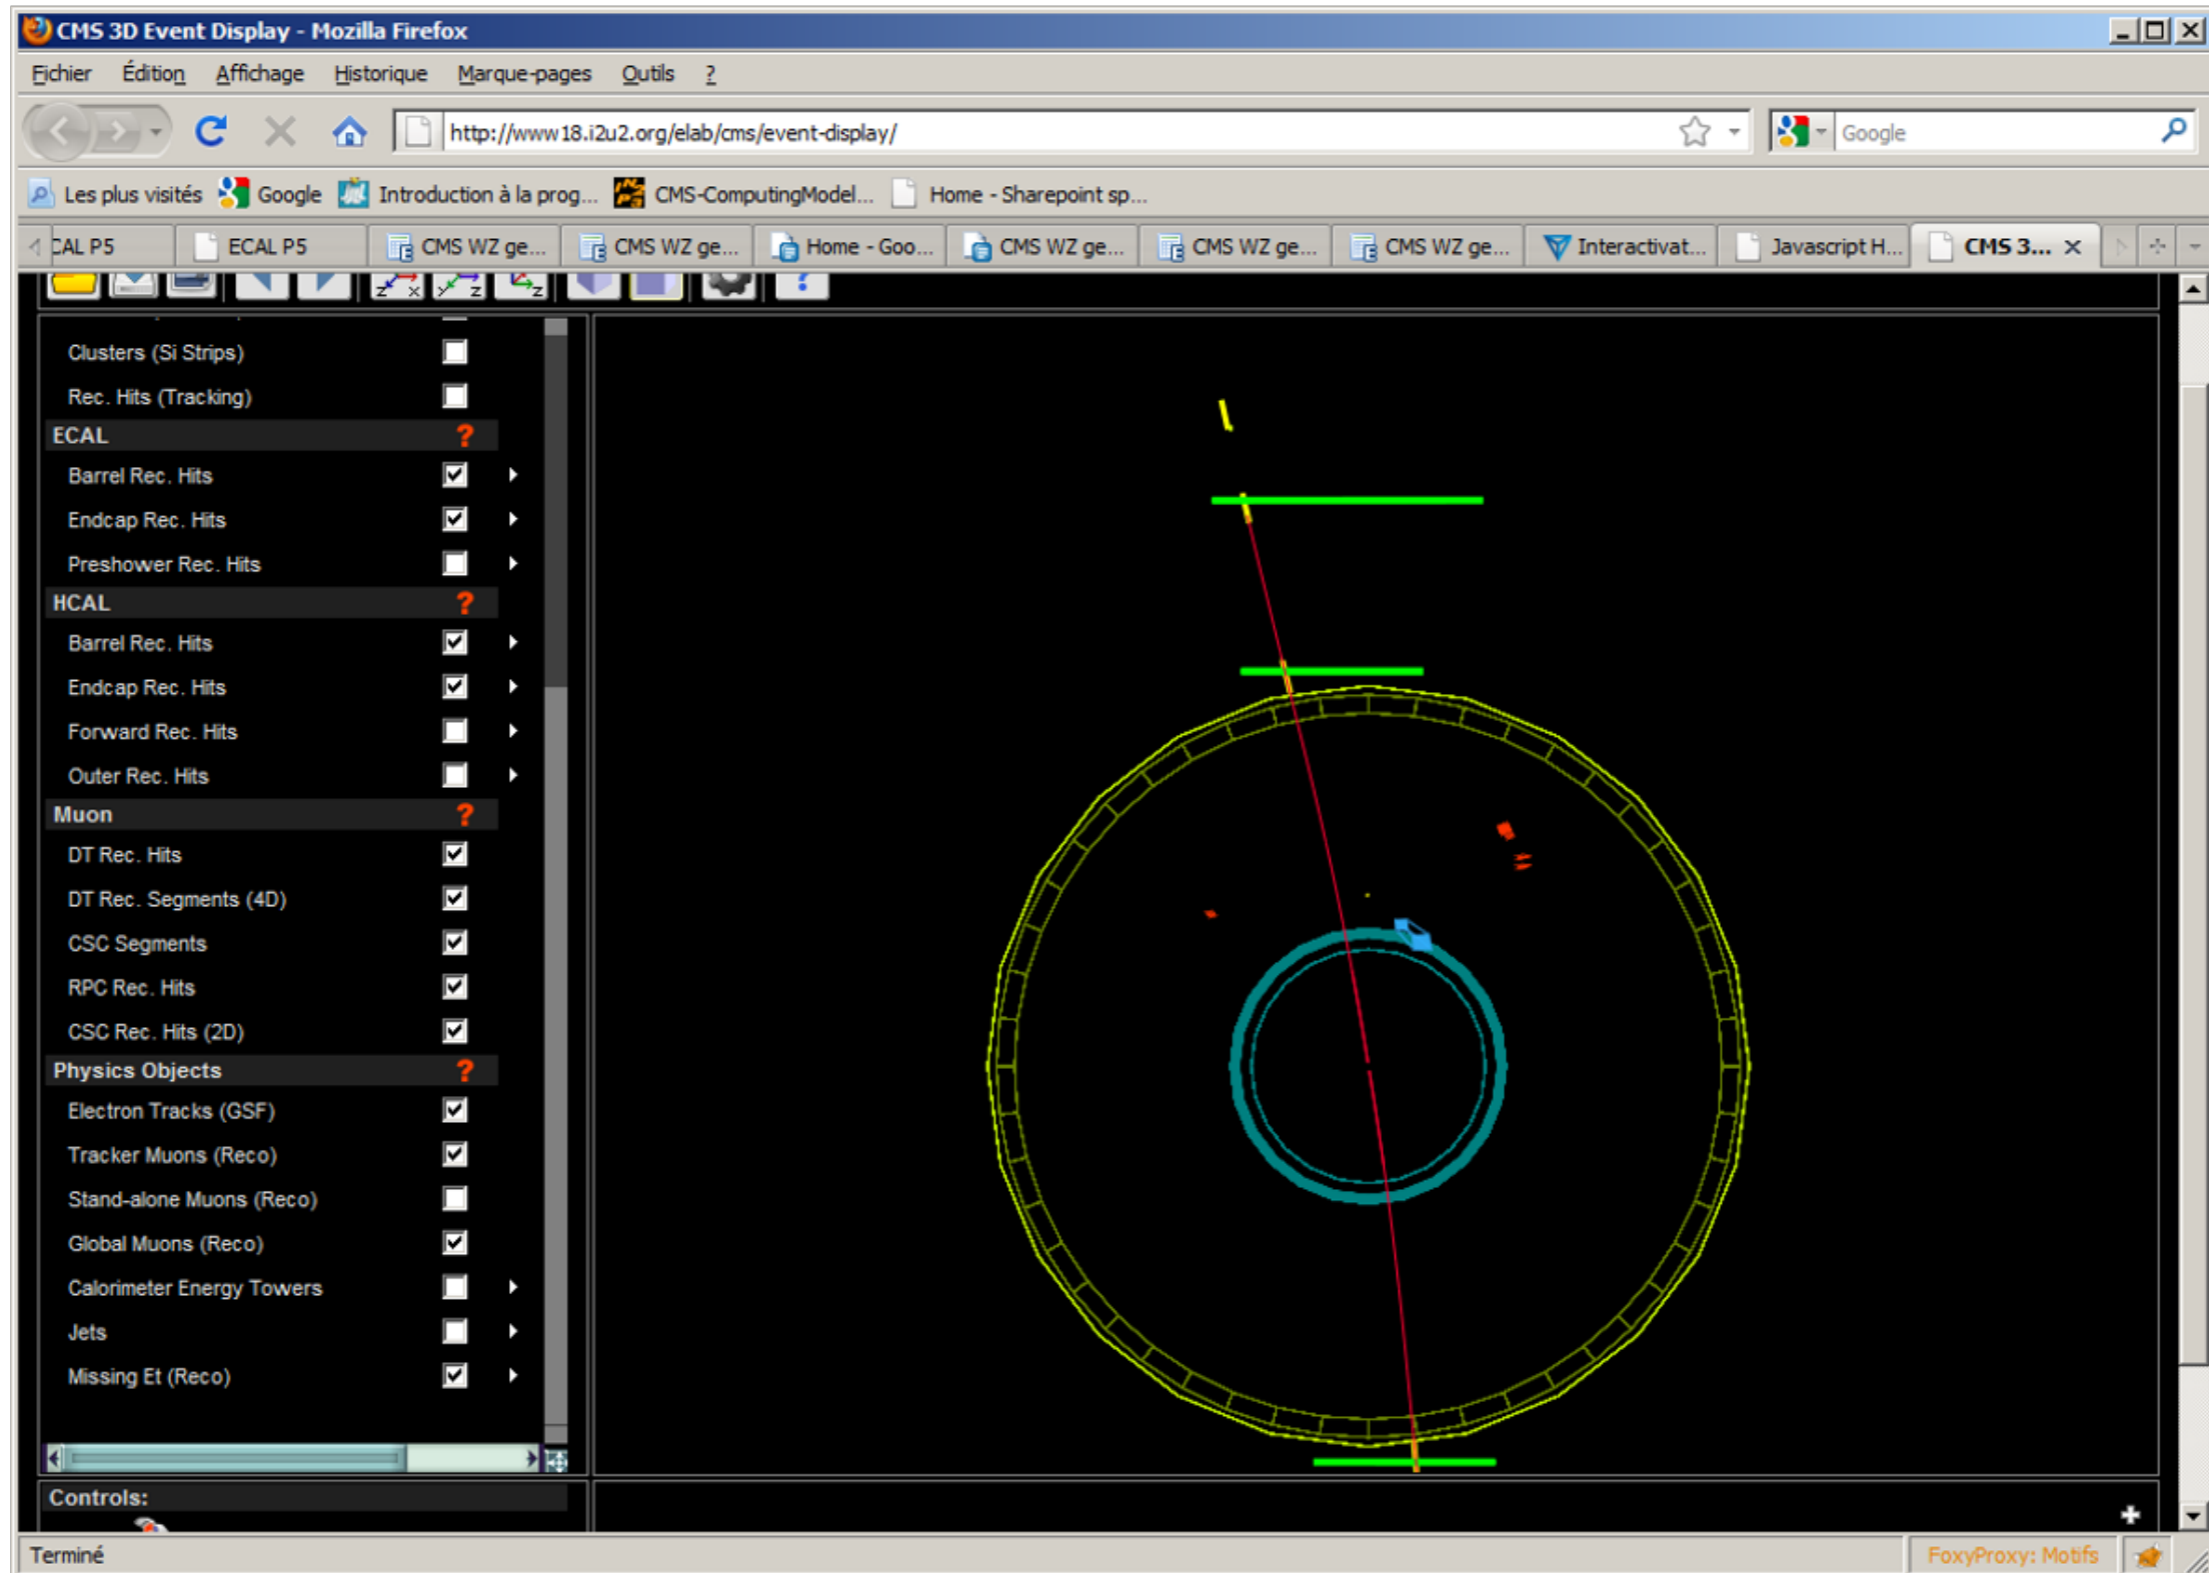 CMS 3D Event Display - Mozilla Firefox
Fichier Édition Affichage Historique Marque-pages Outils ?
http://www18.i2u2.org/elab/cms/event-display/ Google
Les plus visités Google Introduction à la prog... CMS-ComputingModel... Home - Sharepoint sp...
CAL P5 ECAL P5 CMS WZ ge... CMS WZ ge... Home - Goo... CMS WZ ge... CMS WZ ge... CMS WZ ge... Interactivat... Javascript H... CMS 3... X
z x y z z ?
Clusters (Si Strips)
Rec. Hits (Tracking)
ECAL ?
Barrel Rec. Hits
Endcap Rec. Hits
Preshower Rec. Hits
HCAL ?
Barrel Rec. Hits
Endcap Rec. Hits
Forward Rec. Hits
Outer Rec. Hits
Muon ?
DT Rec. Hits
DT Rec. Segments (4D)
CSC Segments
RPC Rec. Hits
CSC Rec. Hits (2D)
Physics Objects ?
Electron Tracks (GSF)
Tracker Muons (Reco)
Stand-alone Muons (Reco)
Global Muons (Reco)
Calorimeter Energy Towers
Jets
Missing Et (Reco)
Controls:
Terminé FoxyProxy: Motifs